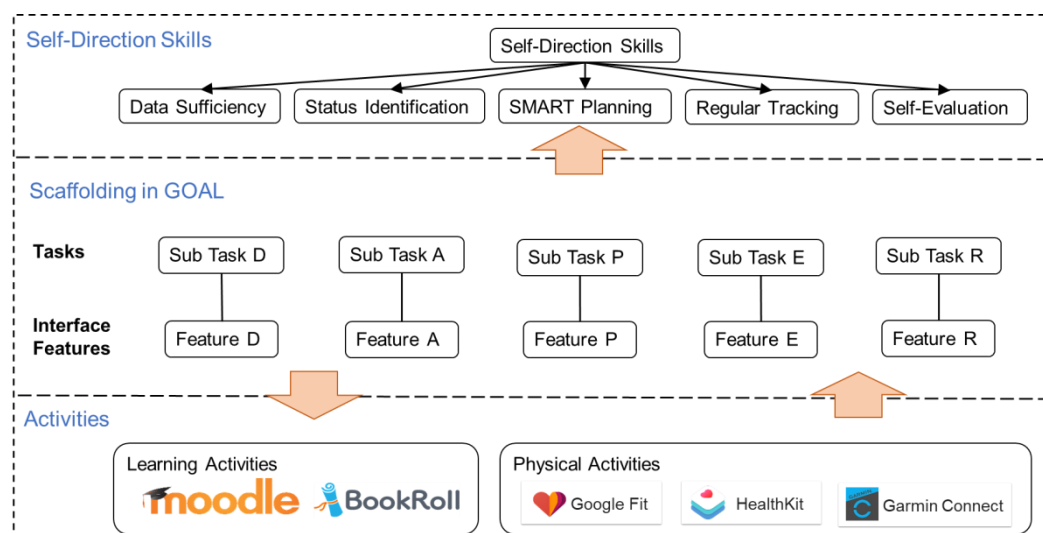 Self-Direction Skills
Self-Direction Skills
Data Sufficiency
Status Identification
SMART Planning
Regular Tracking
Self-Evaluation
Scaffolding in GOAL
Tasks
Sub Task D
Sub Task A
Sub Task P
Sub Task E
Sub Task R
Interface
Features
Feature D
Feature A
Feature P
Feature E
Feature R
Activities
Learning Activities
moodle
BookRoll
Physical Activities
Google Fit
HealthKit
Garmin Connect